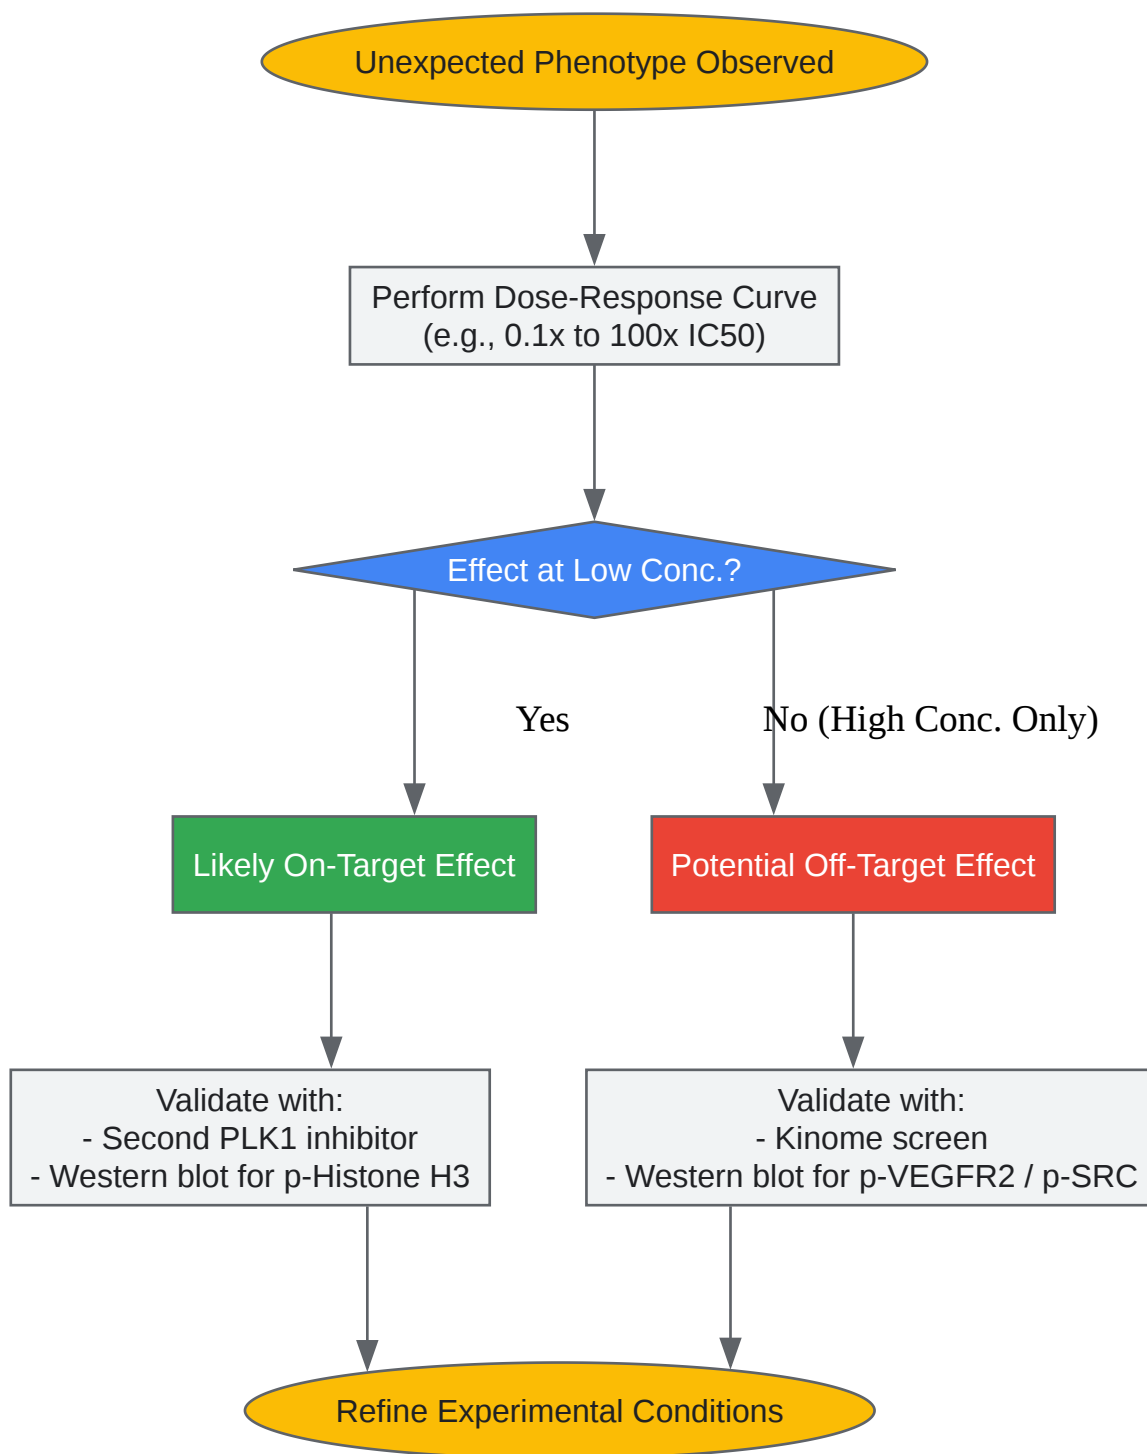 Unexpected Phenotype Observed
Perform Dose-Response Curve
(e.g., 0.1x to 100x IC50)
Effect at Low Conc.?
Yes
No (High Conc. Only)
Likely On-Target Effect
Potential Off-Target Effect
Validate with:
- Second PLK1 inhibitor
- Western blot for p-Histone H3
Validate with:
- Kinome screen
- Western blot for p-VEGFR2 / p-SRC
Refine Experimental Conditions